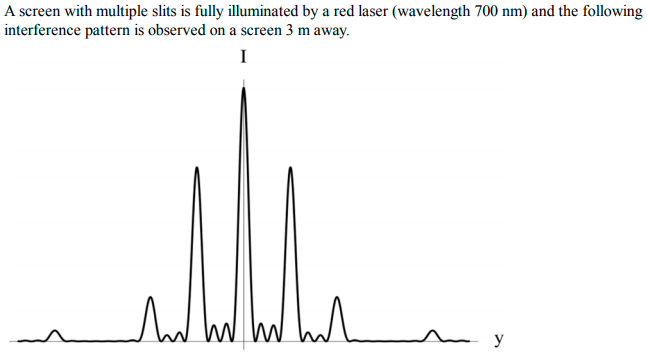 A screen with multiple slits is fully illuminated by a red laser (wavelength 700 nm) and the following
interference pattern is observed on a screen 3 m away.
I
y